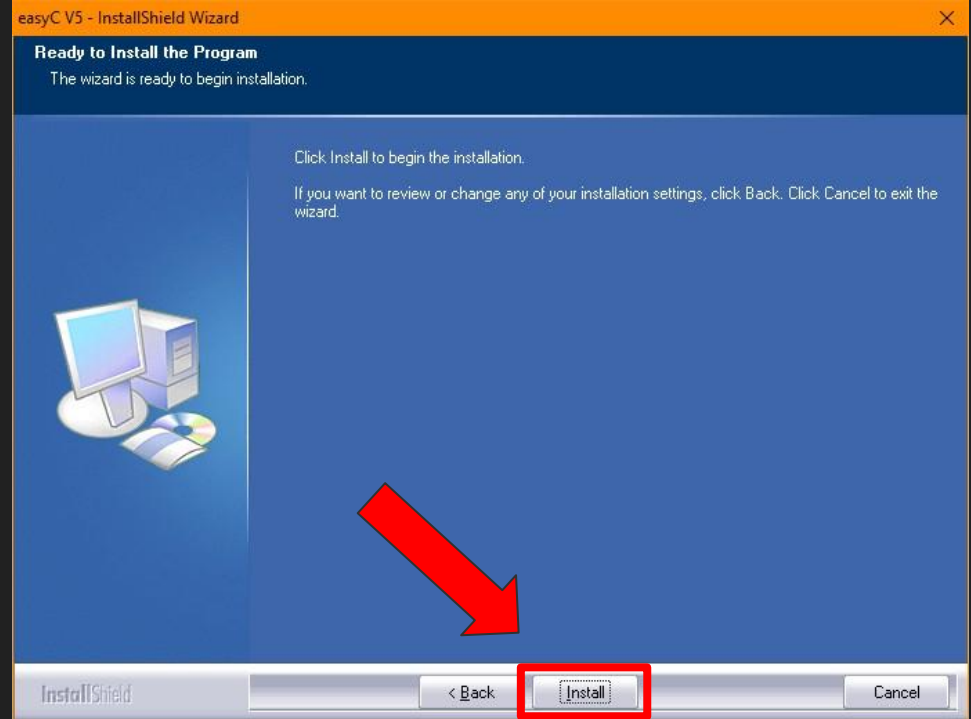 easyC V5 - InstallShield Wizard
Ready to Install the Program
The wizard is ready to begin installation.
Click Install to begin the installation.
If you want to review or change any of your installation settings, click Back. Click Cancel to exit the
wizard.
InstallShield
< Back
Install
Cancel